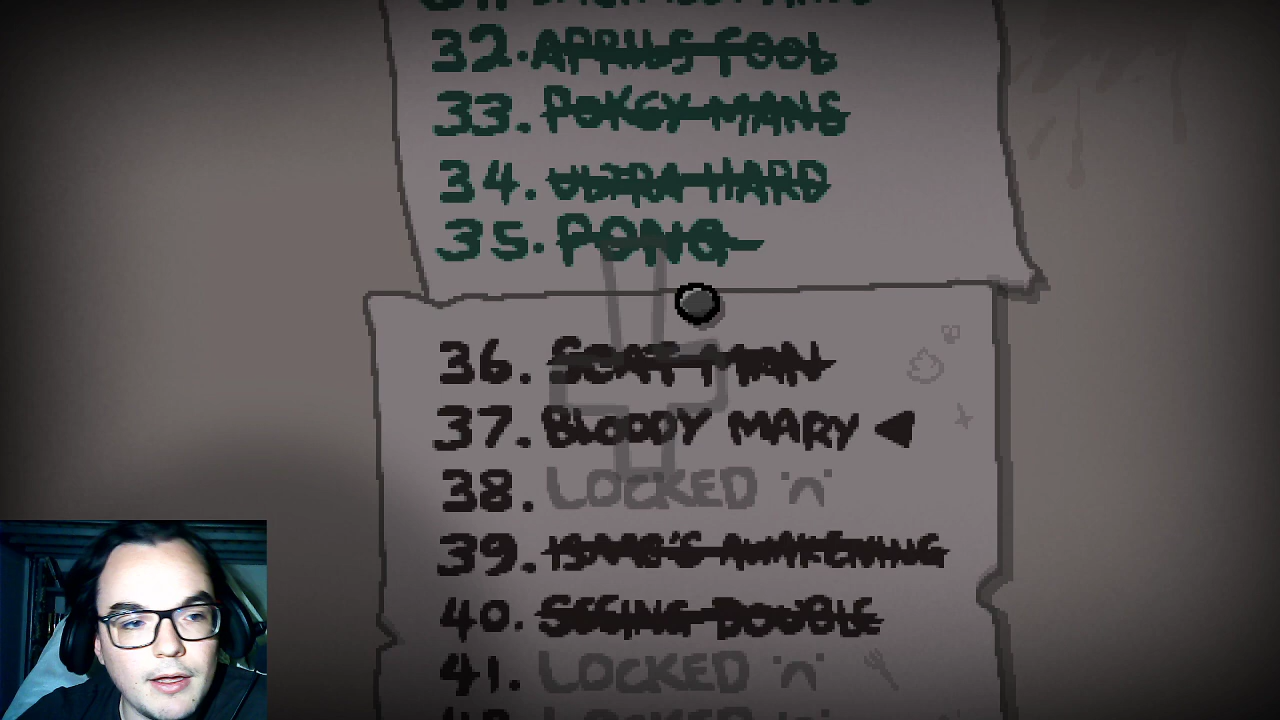 32. APRILS FOOL
33. POKEY MANS
34. ULTRA HARD
35. PONG
36. SCAT MAN
37. BLOODY MARY
38. LOCKED
39. ISAAC'S AWAKENING
40. SEEING DOUBLE
41. LOCKED
LOCKED